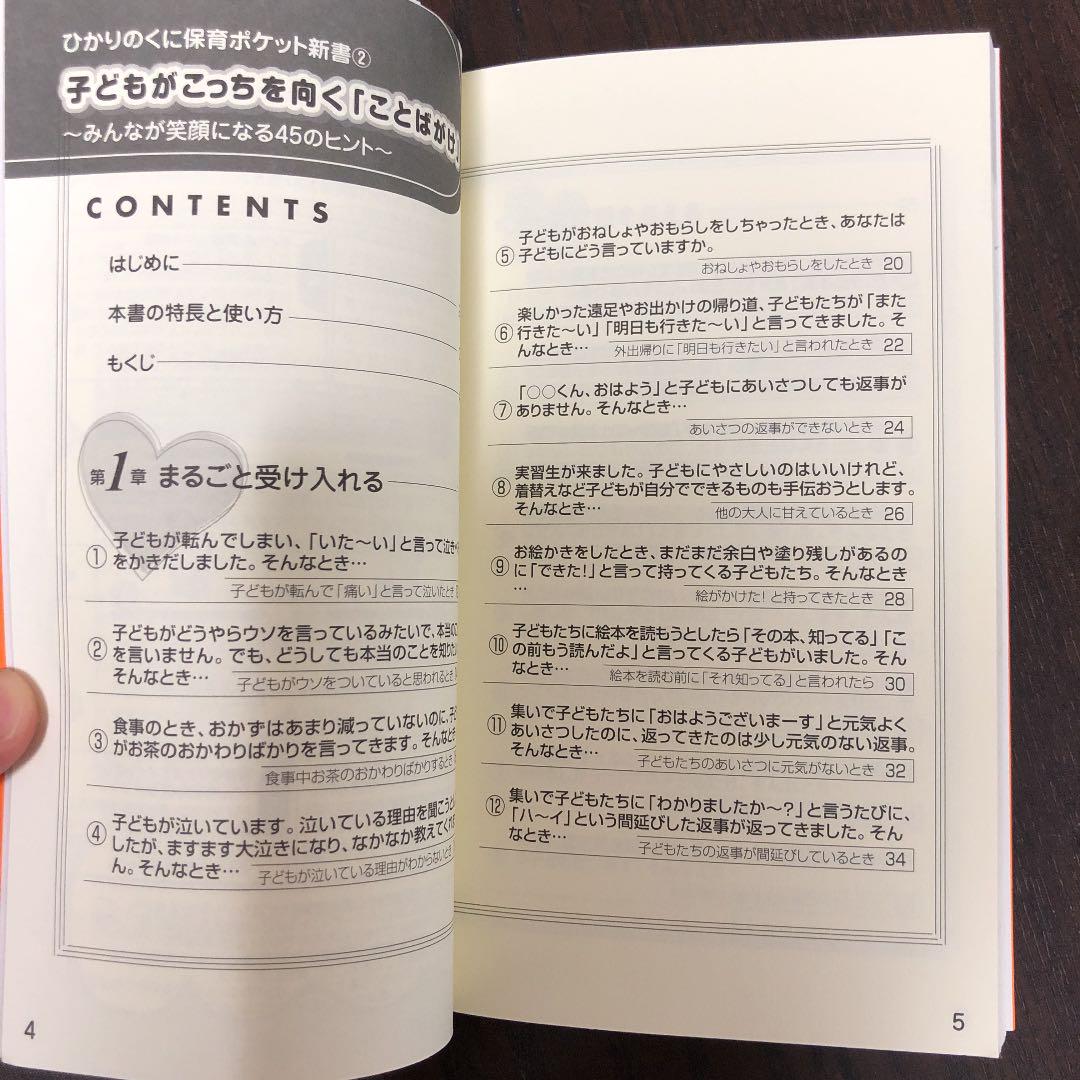 ひかりのくに保育ポケット新書②
子どもがこっちを向く「ことばがけ」
～みんなが笑顔になる45のヒント～
CONTENTS
はじめに
本書の特長と使い方
もくじ
第1章 まるごと受け入れる
① 子どもが転んでしまい、「いた～い」と言って泣き
をかきだしました。そんなとき…
子どもが転んで「痛い」と言って泣いたとき
② 子どもがどうやらウソを言っているみたいで、本当の
を言いません。でも、どうしても本当のことを知りた
そんなとき…
子どもがウソをついていると思われるとき
③ 食事のとき、おかずはあまり減っていないのに、
がお茶のおかわりばかりを言ってきます。そんな
食事中お茶のおかわりばかりするとき
④ 子どもが泣いています。泣いている理由を聞こうと
したが、ますます大泣きになり、なかなか教えてくれ
ん。そんなとき…
子どもが泣いている理由がわからないとき
4
⑤ 子どもがおねしょやおもらしをしちゃったとき、あなたは
子どもにどう言っていますか。
おねしょやおもらしをしたとき 20
⑥ 楽しかった遠足やお出かけの帰り道、子どもたちが「また
行きた～い」「明日も行きた～い」と言ってきました。そ
んなとき…
外出帰りに「明日も行きたい」と言われたとき 22
⑦ 「○○くん、おはよう」と子どもにあいさつしても返事が
ありません。そんなとき…
あいさつの返事ができないとき 24
⑧ 実習生が来ました。子どもにやさしいのはいいけれど、
着替えなど子どもが自分でできるものも手伝おうとします。
そんなとき…
他の大人に甘えているとき 26
⑨ お絵かきをしたとき、まだまだ余白や塗り残しがあるの
に「できた!」と言って持ってくる子どもたち。そんなとき
…
絵がかけた!と持ってきたとき 28
⑩ 子どもたちに絵本を読もうとしたら「その本、知ってる」「こ
の前もう読んだよ」と言ってくる子どもがいました。そん
なとき…
絵本を読む前に「それ知ってる」と言われたら 30
⑪ 集いで子どもたちに「おはようございまーす」と元気よく
あいさつしたのに、返ってきたのは少し元気のない返事。
そんなとき…
子どもたちのあいさつに元気がないとき 32
⑫ 集いで子どもたちに「わかりましたか～?」と言うたびに、
「ハ～イ」という間延びした返事が返ってきました。そん
なとき…
子どもたちの返事が間延びしているとき 34
5